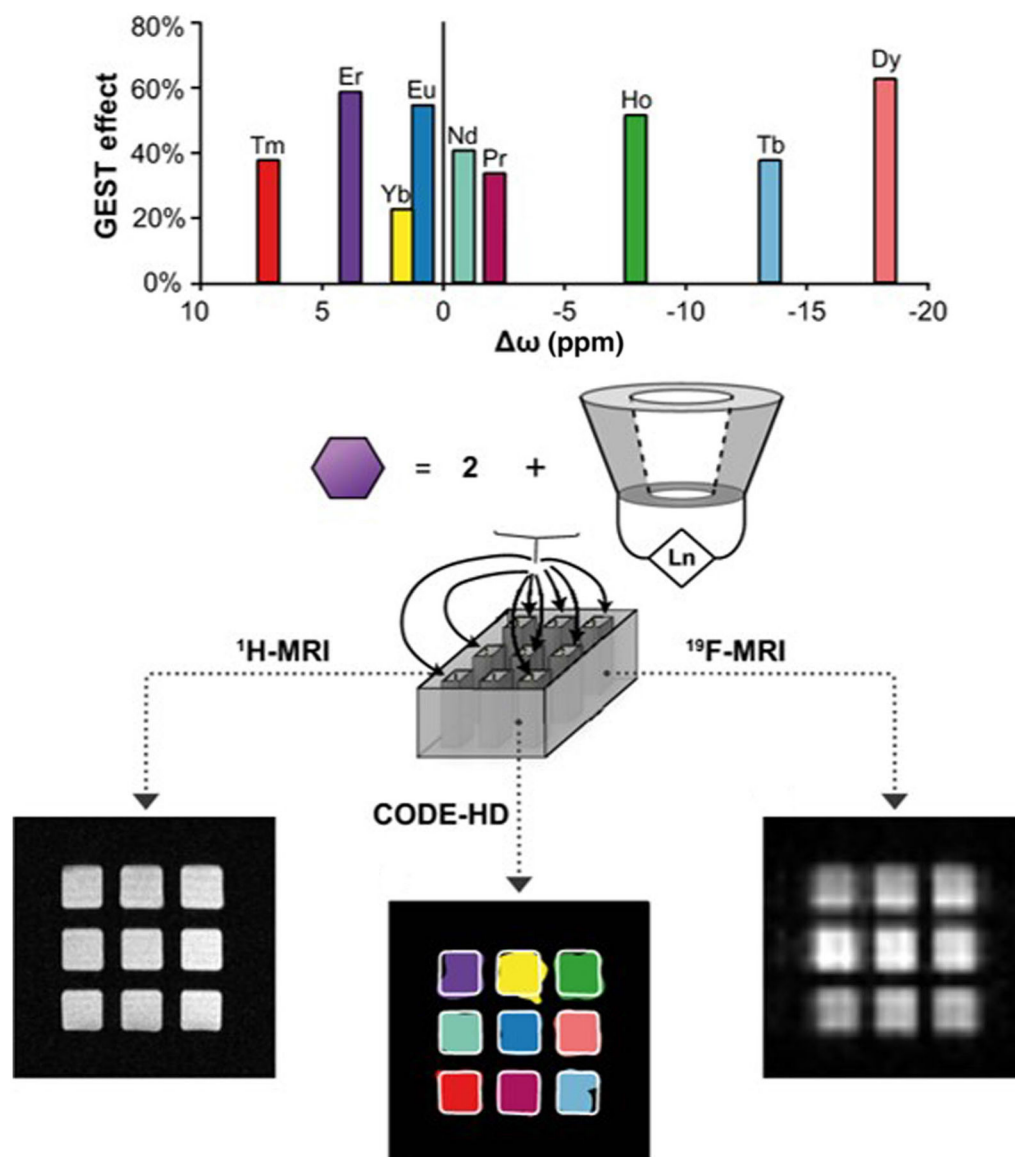 80%
60%
40%
20%
0%
GEST effect
Tm
Er
Yb
Eu
Nd
Pr
Ho
Tb
Dy
10 5 0 -5 -10 -15 -20
Δω (ppm)
= 2 +
Ln
¹H-MRI
¹⁹F-MRI
CODE-HD